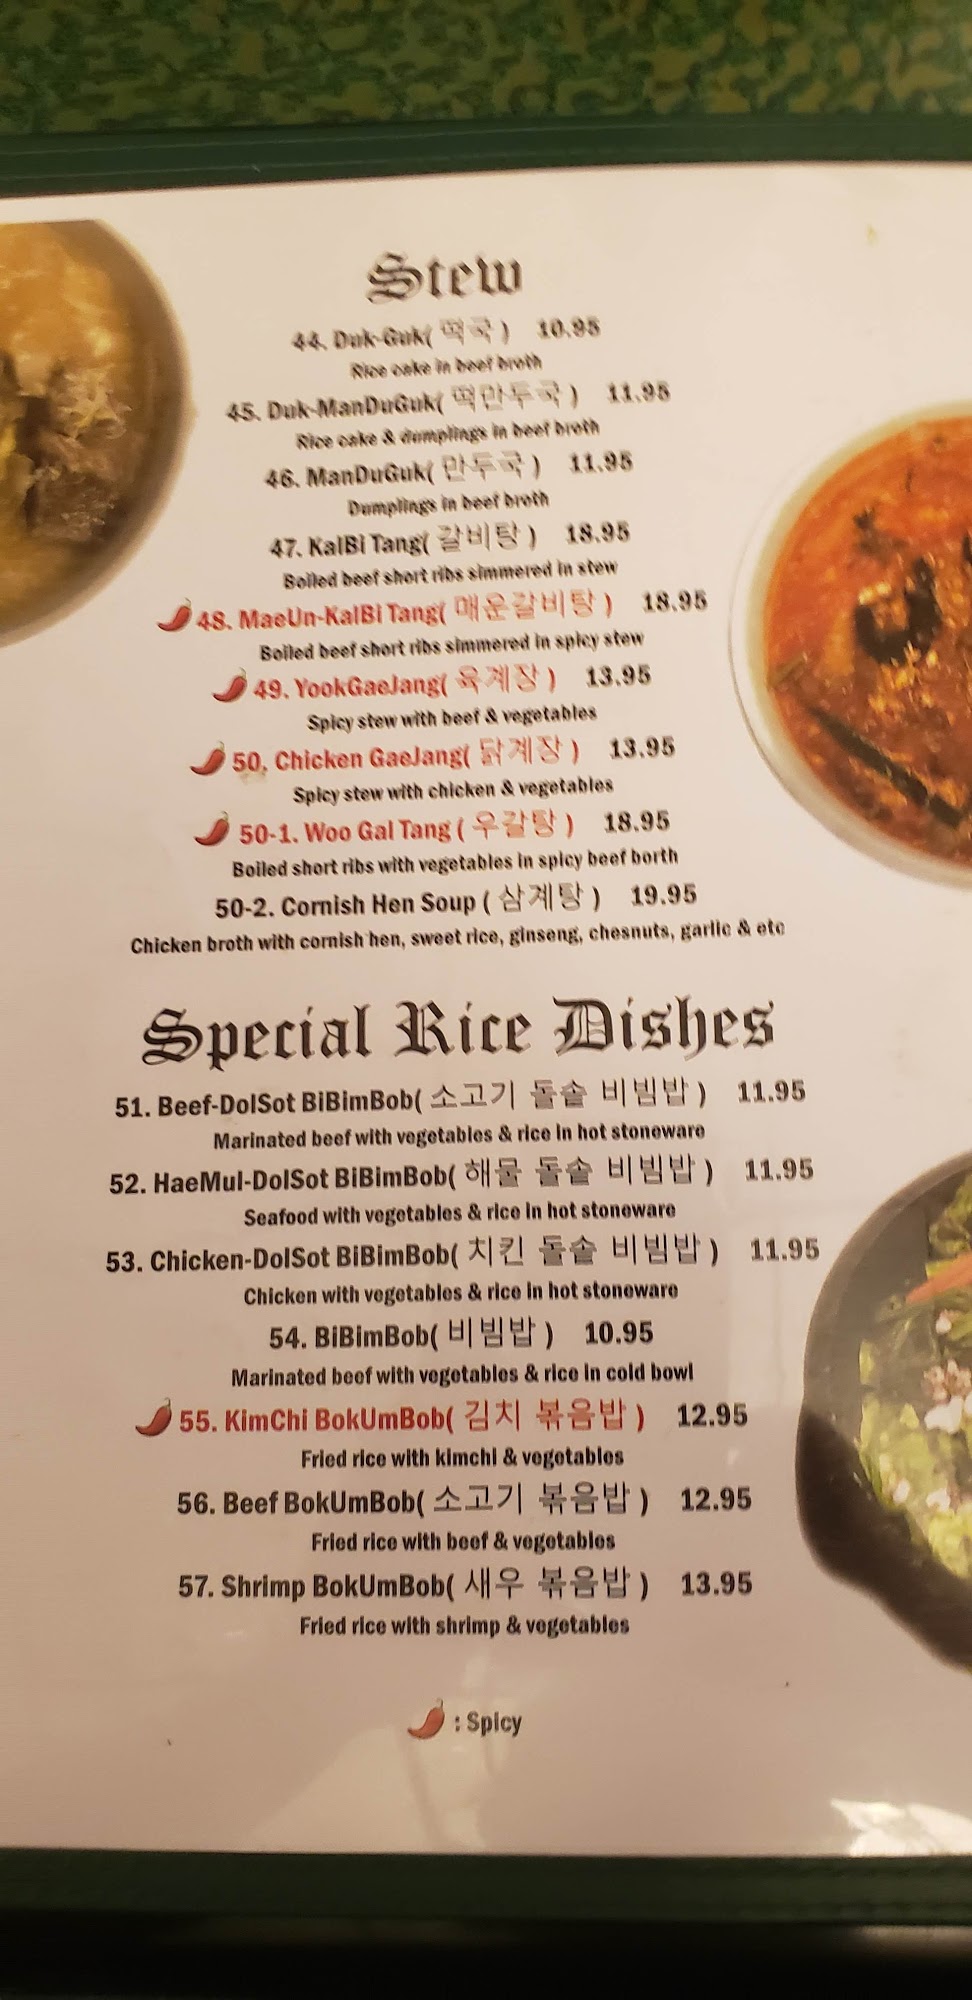 Stew
44. Duk-Guk( 떡국 ) 10.95
Rice cake in beef broth
45. Duk-ManDuGuk( 떡만두국 ) 11.95
Rice cake & dumplings in beef broth
46. ManDuGuk( 만두국 ) 11.95
Dumplings in beef broth
47. KalBi Tang( 갈비탕 ) 18.95
Boiled beef short ribs simmered in stew
48. MaeUn-KalBi Tang( 매운갈비탕 ) 18.95
Boiled beef short ribs simmered in spicy stew
49. YookGaeJang( 육계장 ) 13.95
Spicy stew with beef & vegetables
50. Chicken GaeJang( 닭계장 ) 13.95
Spicy stew with chicken & vegetables
50-1. Woo Gal Tang ( 우갈탕 ) 18.95
Boiled short ribs with vegetables in spicy beef borth
50-2. Cornish Hen Soup ( 삼계탕 ) 19.95
Chicken broth with cornish hen, sweet rice, ginseng, chesnuts, garlic & etc
Special Rice Dishes
51. Beef-DolSot BiBimBob( 소고기 돌솥 비빔밥 ) 11.95
Marinated beef with vegetables & rice in hot stoneware
52. HaeMul-DolSot BiBimBob( 해물 돌솥 비빔밥 ) 11.95
Seafood with vegetables & rice in hot stoneware
53. Chicken-DolSot BiBimBob( 치킨 돌솥 비빔밥 ) 11.95
Chicken with vegetables & rice in hot stoneware
54. BiBimBob( 비빔밥 ) 10.95
Marinated beef with vegetables & rice in cold bowl
55. KimChi BokUmBob( 김치 볶음밥 ) 12.95
Fried rice with kimchi & vegetables
56. Beef BokUmBob( 소고기 볶음밥 ) 12.95
Fried rice with beef & vegetables
57. Shrimp BokUmBob( 새우 볶음밥 ) 13.95
Fried rice with shrimp & vegetables
: Spicy